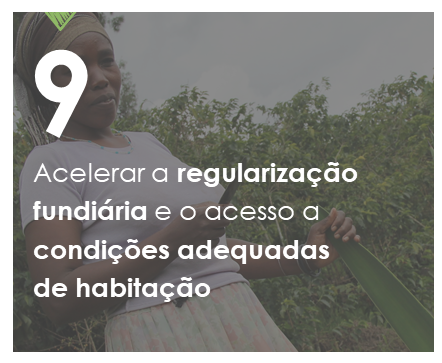 9
Acelerar a regularização
fundiária e o acesso a
condições adequadas
de habitação